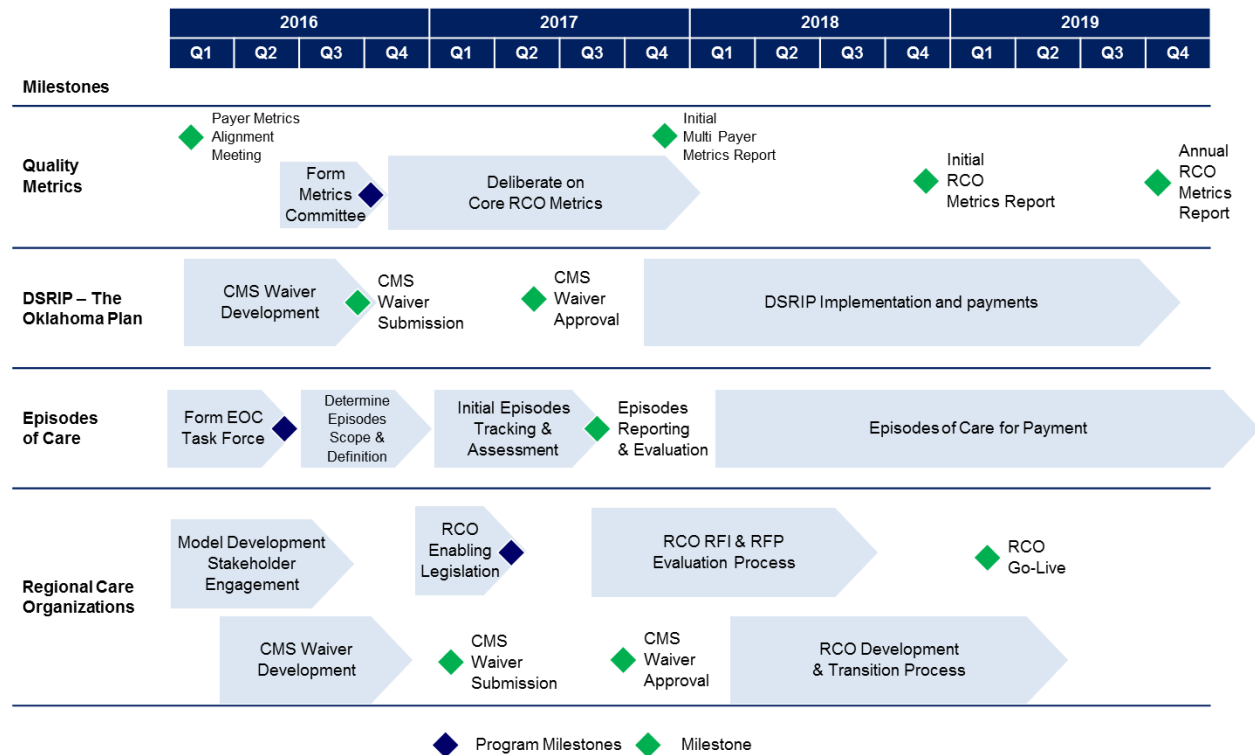 2016
2017
2018
2019
Q1 Q2 Q3 Q4 Q1 Q2 Q3 Q4 Q1 Q2 Q3 Q4 Q1 Q2 Q3 Q4
Milestones
Quality
Metrics
Payer Metrics
Alignment
Meeting
Form
Metrics
Committee
Deliberate on
Core RCO Metrics
Initial
Multi Payer
Metrics Report
Initial
RCO
Metrics Report
Annual
RCO
Metrics
Report
DSRIP – The
Oklahoma Plan
CMS Waiver
Development
CMS
Waiver
Submission
CMS
Waiver
Approval
DSRIP Implementation and payments
Episodes
of Care
Form EOC
Task Force
Determine
Episodes
Scope &
Definition
Initial Episodes
Tracking &
Assessment
Episodes
Reporting
& Evaluation
Episodes of Care for Payment
Regional Care
Organizations
Model Development
Stakeholder
Engagement
RCO
Enabling
Legislation
RCO RFI & RFP
Evaluation Process
RCO
Go-Live
CMS Waiver
Development
CMS
Waiver
Submission
CMS
Waiver
Approval
RCO Development
& Transition Process
Program Milestones
Milestone